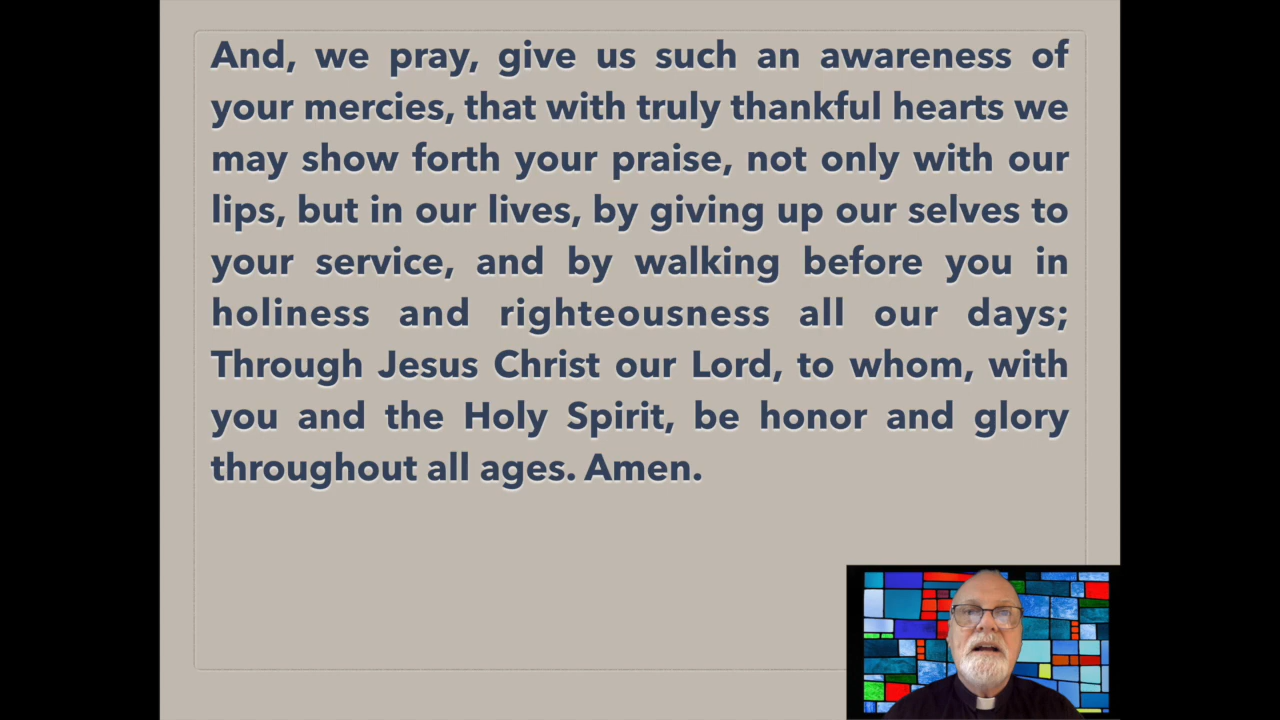 And, we pray, give us such an awareness of
your mercies, that with truly thankful hearts we
may show forth your praise, not only with our
lips, but in our lives, by giving up our selves to
your service, and by walking before you in
holiness and righteousness all our days;
Through Jesus Christ our Lord, to whom, with
you and the Holy Spirit, be honor and glory
throughout all ages. Amen.